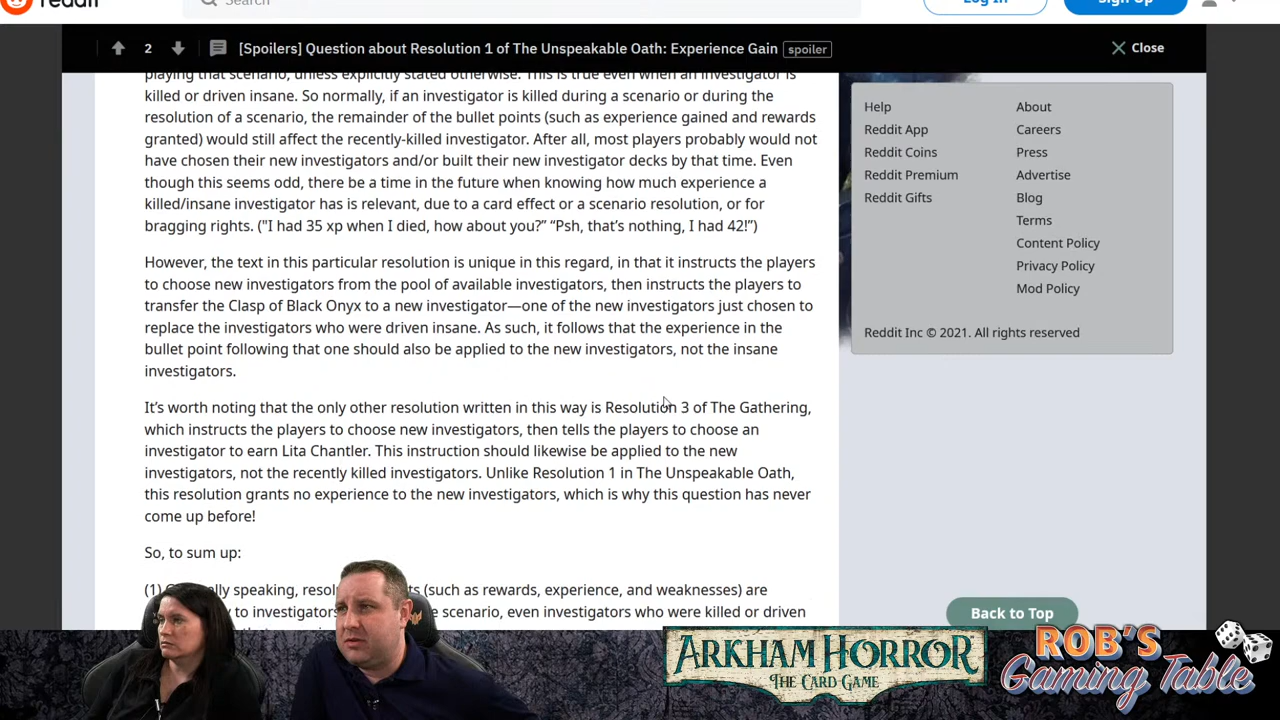 reddit
Search
Log In
Sign Up
2
[Spoilers] Question about Resolution 1 of The Unspeakable Oath: Experience Gain
spoiler
Close
playing that scenario, unless explicitly stated otherwise. This is true even when an investigator is
killed or driven insane. So normally, if an investigator is killed during a scenario or during the
resolution of a scenario, the remainder of the bullet points (such as experience gained and rewards
granted) would still affect the recently-killed investigator. After all, most players probably would not
have chosen their new investigators and/or built their new investigator decks by that time. Even
though this seems odd, there be a time in the future when knowing how much experience a
killed/insane investigator has is relevant, due to a card effect or a scenario resolution, or for
bragging rights. ("I had 35 xp when I died, how about you?” “Psh, that’s nothing, I had 42!”)
However, the text in this particular resolution is unique in this regard, in that it instructs the players
to choose new investigators from the pool of available investigators, then instructs the players to
transfer the Clasp of Black Onyx to a new investigator—one of the new investigators just chosen to
replace the investigators who were driven insane. As such, it follows that the experience in the
bullet point following that one should also be applied to the new investigators, not the insane
investigators.
It’s worth noting that the only other resolution written in this way is Resolution 3 of The Gathering,
which instructs the players to choose new investigators, then tells the players to choose an
investigator to earn Lita Chantler. This instruction should likewise be applied to the new
investigators, not the recently killed investigators. Unlike Resolution 1 in The Unspeakable Oath,
this resolution grants no experience to the new investigators, which is why this question has never
come up before!
So, to sum up:
(1) speaking, (such as rewards, experience, and weaknesses) are
to investigators scenario, even investigators who were killed or driven
Help
Reddit App
Reddit Coins
Reddit Premium
Reddit Gifts
About
Careers
Press
Advertise
Blog
Terms
Content Policy
Privacy Policy
Mod Policy
Reddit Inc © 2021. All rights reserved
Back to Top
ARKHAM HORROR
THE CARD GAME
ROB'S
Gaming Table